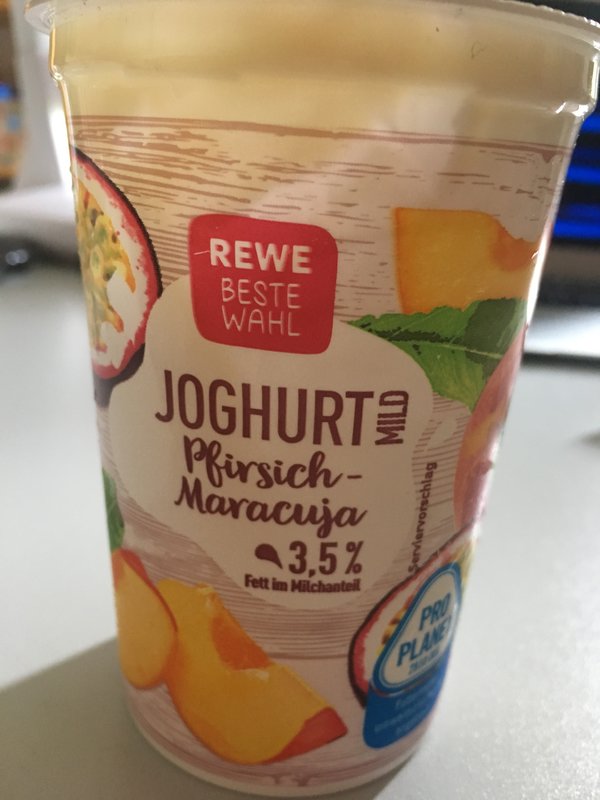 REWE
BESTE
WAHL
JOGHURT MILD
Pfirsich-
Maracuja
3,5%
Fett im Milchanteil
Serviervorschlag
PRO
PLANET